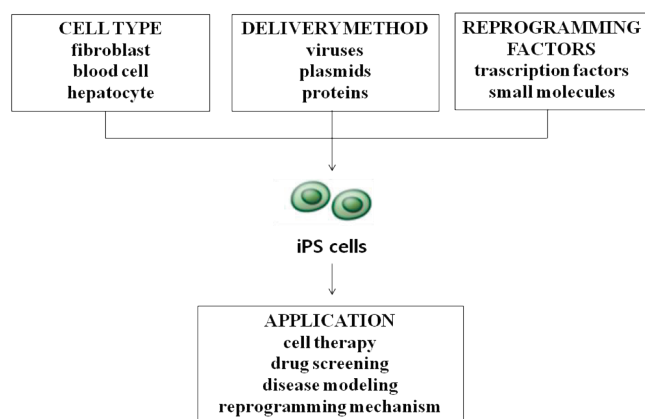 CELL TYPE
fibroblast
blood cell
hepatocyte
DELIVERY METHOD
viruses
plasmids
proteins
REPROGRAMMING
FACTORS
trascription factors
small molecules
iPS cells
APPLICATION
cell therapy
drug screening
disease modeling
reprogramming mechanism